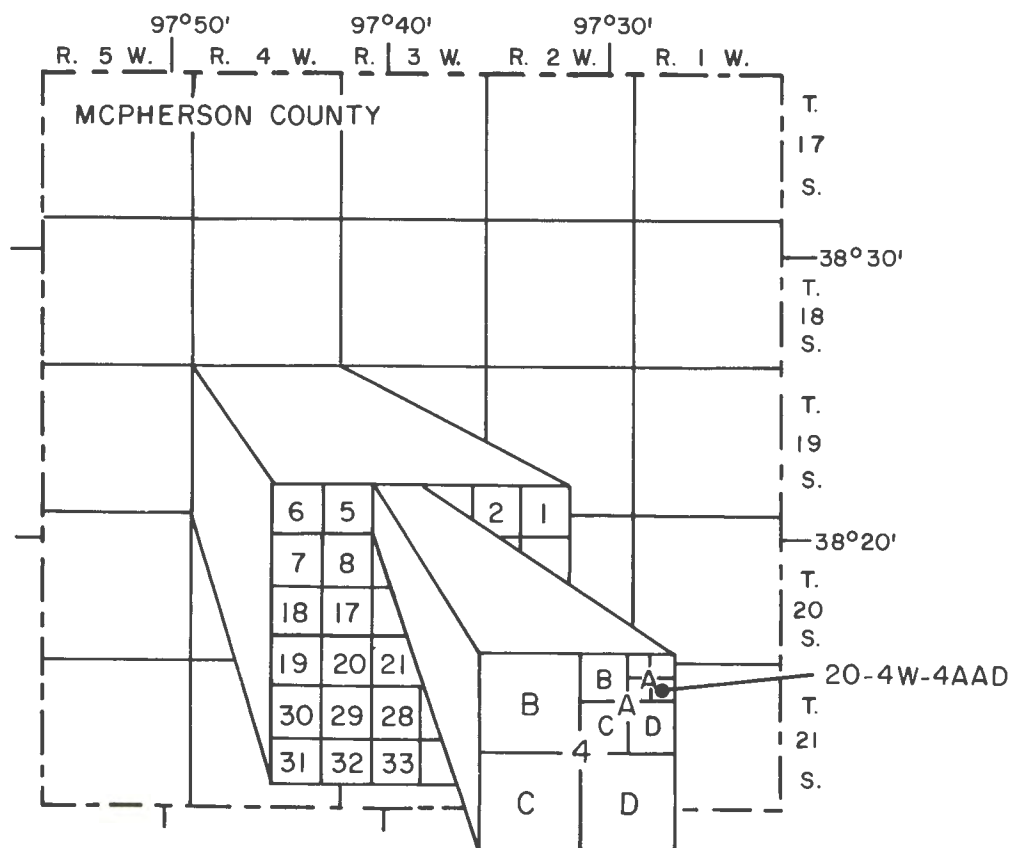 97°50' 97°40' 97°30'
R. 5 W. R. 4 W. R. 3 W. R. 2 W. R. 1 W.
MCPHERSON COUNTY
T.
17
S.
38°30'
T.
18
S.
T.
19
S.
6 5 2 1
38°20'
7 8
T.
20
S.
18 17
19 20 21
B B A
20-4W-4AAD
A
C D
30 29 28
T.
21
S.
4
31 32 33
C D